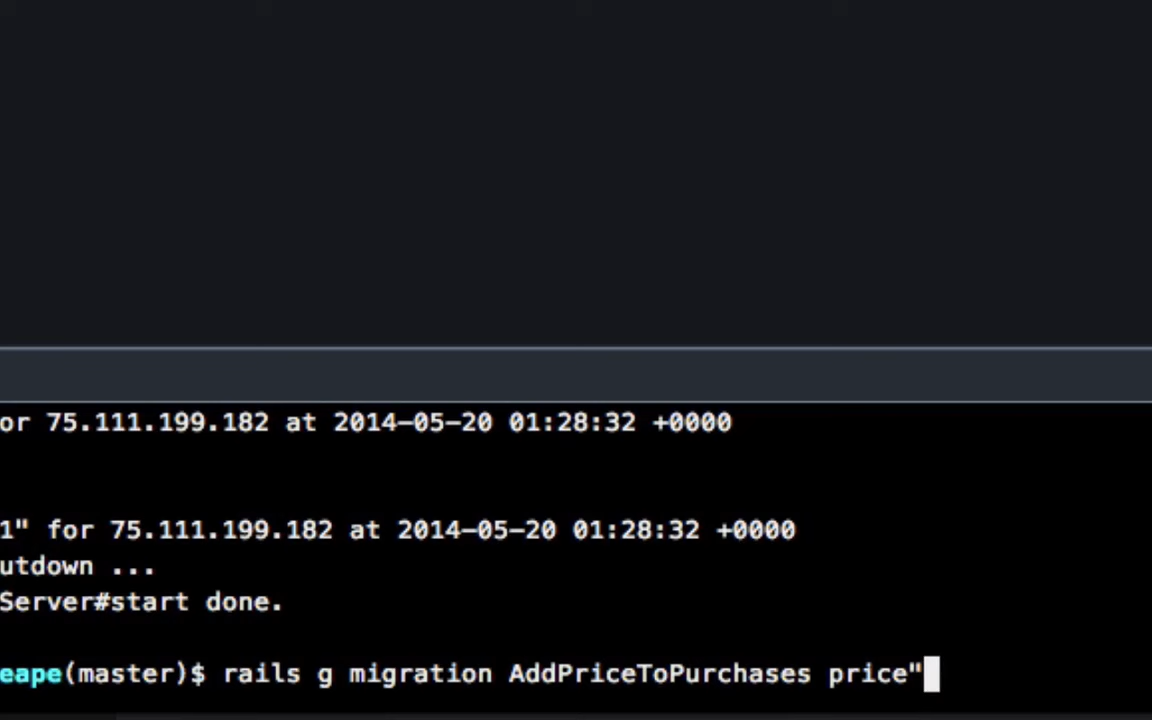 or 75.111.199.182 at 2014-05-20 01:28:32 +0000
1" for 75.111.199.182 at 2014-05-20 01:28:32 +0000
utdown ...
Server#start done.
eape(master)$ rails g migration AddPriceToPurchases price"